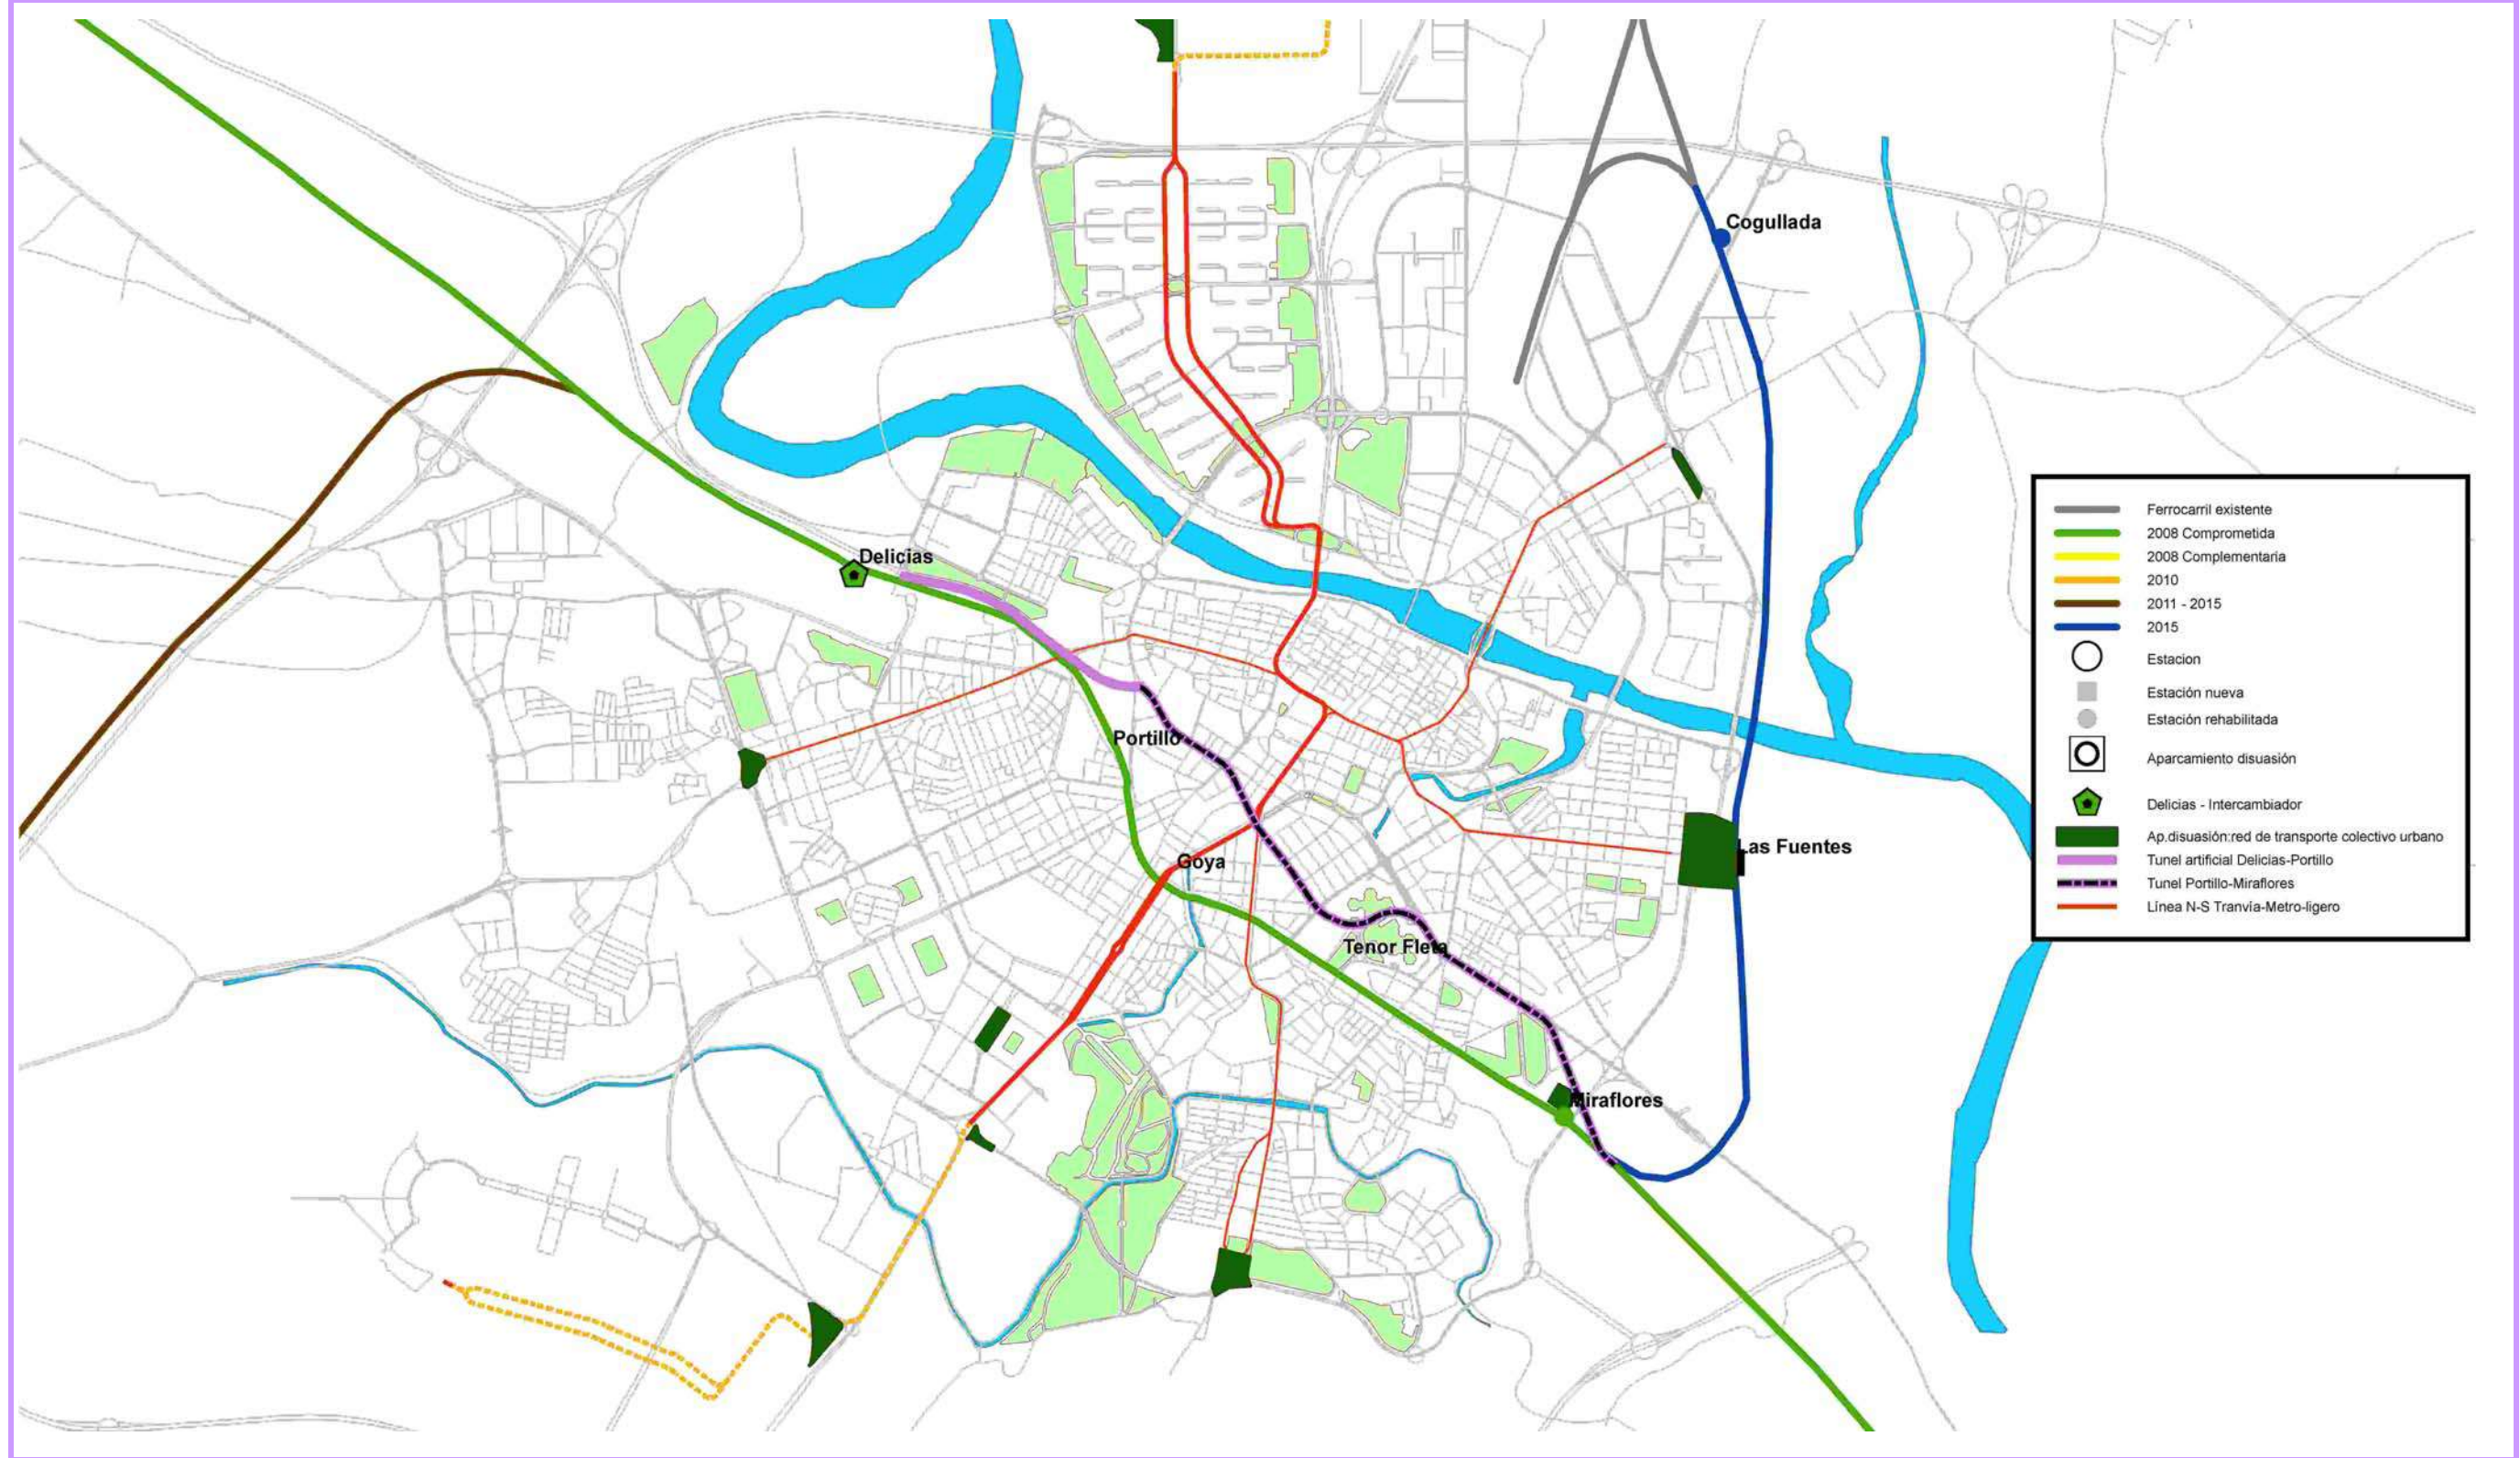 Cogullada
Delicias
Portillo
Goya
Las Fuentes
Tenor Fleta
Miraflores
Ferrocarril existente
2008 Comprometida
2008 Complementaria
2010
2011 - 2015
2015
Estacion
Estación nueva
Estación rehabilitada
Aparcamiento disuasión
Delicias - Intercambiador
Ap.disuasión:red de transporte colectivo urbano
Tunel artificial Delicias-Portillo
Tunel Portillo-Miraflores
Línea N-S Tranvía-Metro-ligero